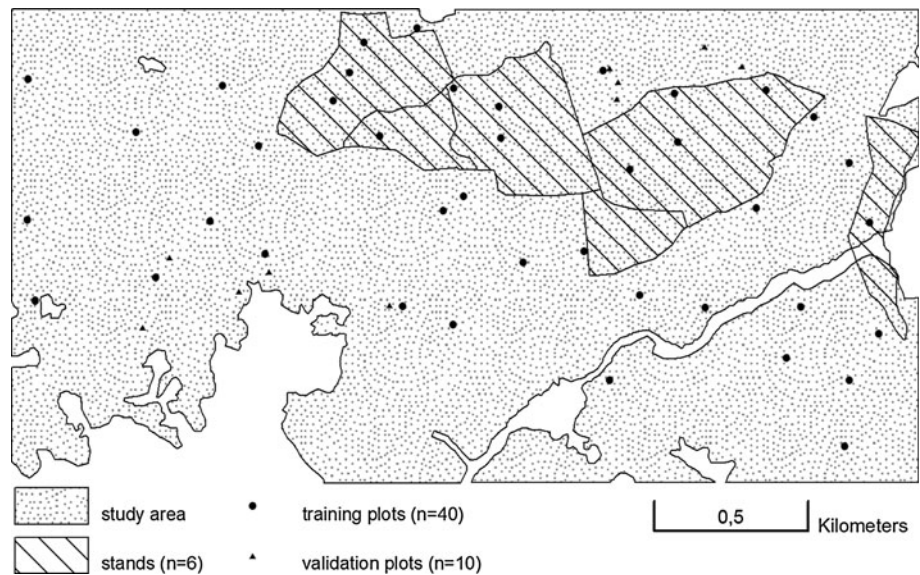 study area
training plots (n=40)
0,5
Kilometers
stands (n=6)
validation plots (n=10)